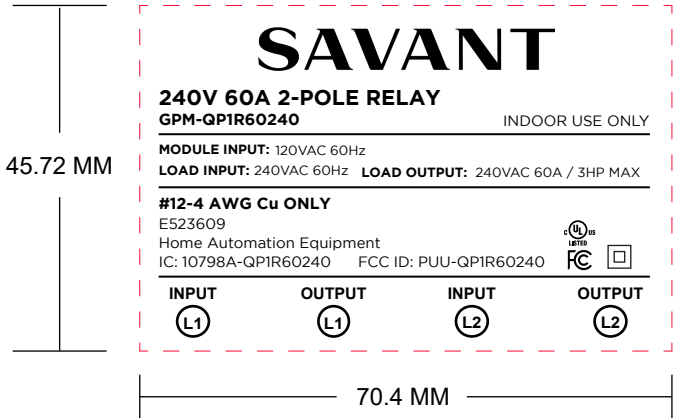 SAVANT
240V 60A 2-POLE RELAY
GPM-QP1R60240 INDOOR USE ONLY
MODULE INPUT: 120VAC 60Hz
45.72 MM
LOAD INPUT: 240VAC 60Hz LOAD OUTPUT: 240VAC 60A / 3HP MAX
#12-4 AWG Cu ONLY
E523609
Home Automation Equipment
IC: 10798A-QP1R60240 FCC ID: PUU-QP1R60240
C UL US
LISTED
FC
INPUT OUTPUT INPUT OUTPUT
L1 L1 L2 L2
70.4 MM